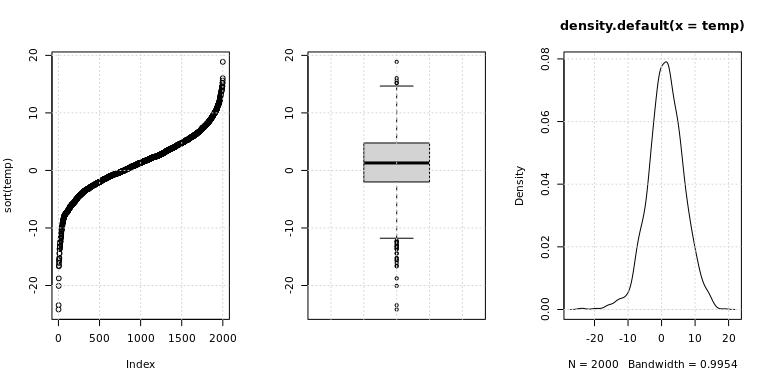 sort(temp)
20
10
0
-10
-20
0 500 1000 1500 2000
Index
20
10
0
-10
-20
density.default(x = temp)
Density
0.08
0.06
0.04
0.02
0.00
-20 -10 0 10 20
N = 2000 Bandwidth = 0.9954